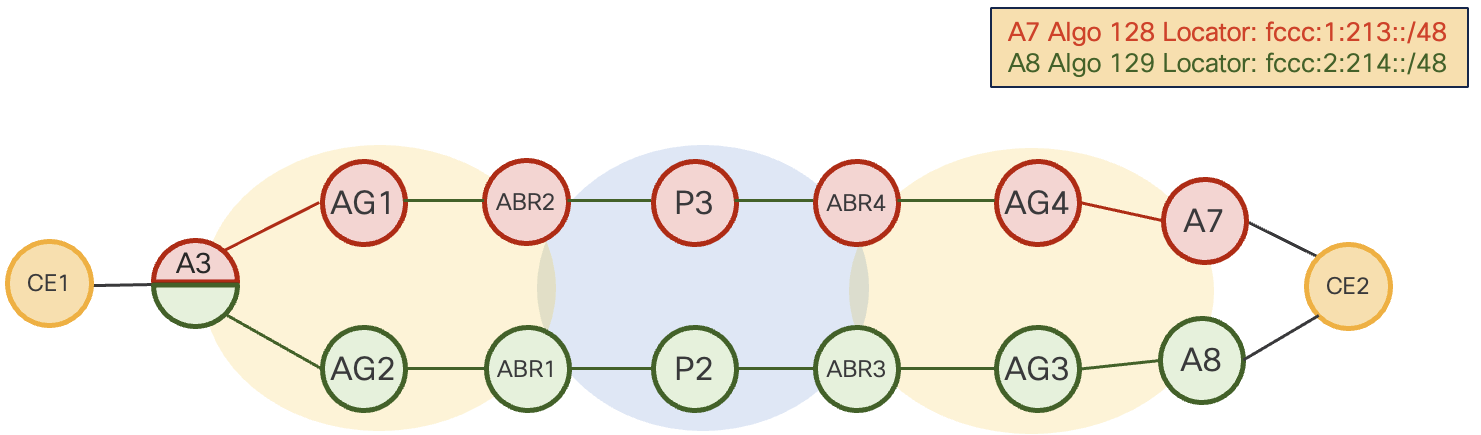 A7 Algo 128 Locator: fccc:1:213::/48
A8 Algo 129 Locator: fccc:2:214::/48
AG1
ABR2
P3
ABR4
AG4
A7
A3
CE1
CE2
AG2
ABR1
P2
ABR3
AG3
A8